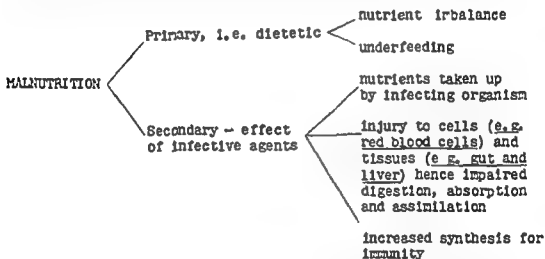 nutrient irbalance
Primary, i.e. dietetic
underfeeding
MALNUTRITION
nutrients taken up
by infecting organism
Secondary - effect
of infective agents
injury to cells (e.g.
red blood cells) and
tissues (e g. gut and
liver) hence impaired
digestion, absorption
and assimilation
increased synthesis for
immunity